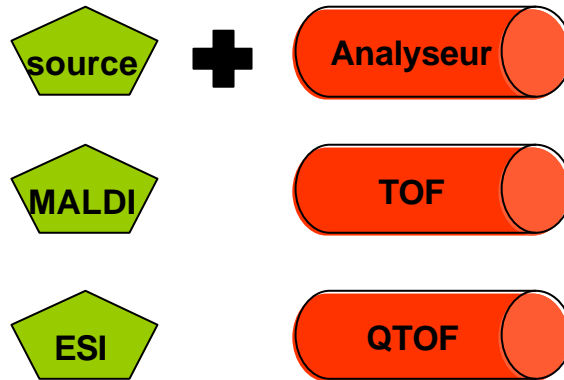 source
Analyseur
MALDI
TOF
ESI
QTOF